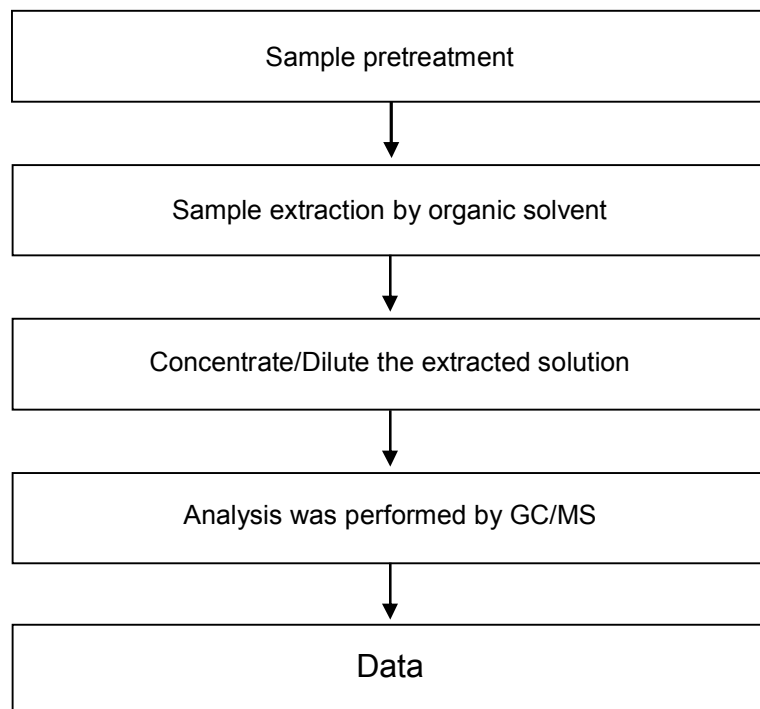 Sample pretreatment
Sample extraction by organic solvent
Concentrate/Dilute the extracted solution
Analysis was performed by GC/MS
Data